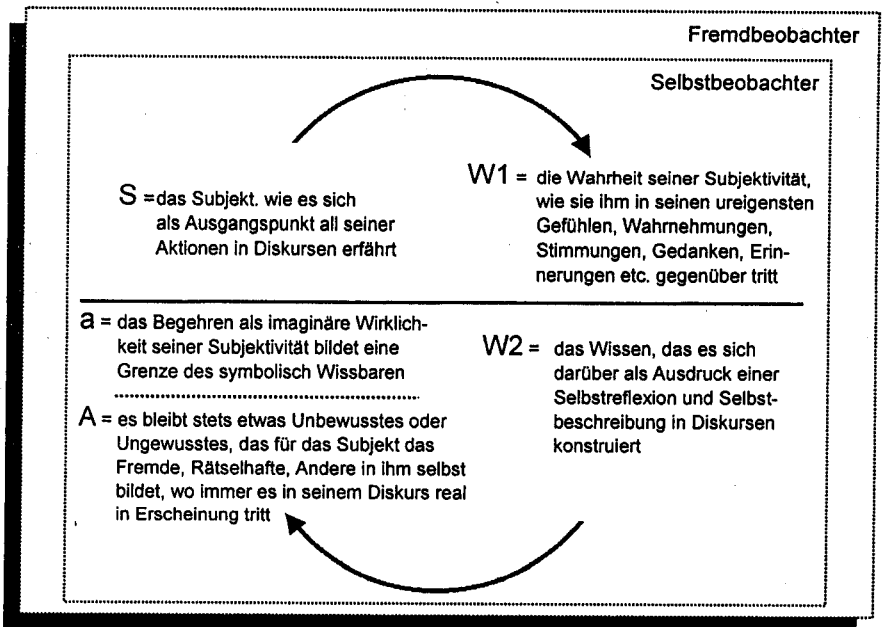 Fremdbeobachter
Selbstbeobachter
S =das Subjekt. wie es sich
als Ausgangspunkt all seiner
Aktionen in Diskursen erfährt
W1 = die Wahrheit seiner Subjektivität,
wie sie ihm in seinen ureigensten
Gefühlen, Wahrnehmungen,
Stimmungen, Gedanken, Erin-
nerungen etc. gegenüber tritt
a = das Begehren als imaginäre Wirklich-
keit seiner Subjektivität bildet eine
Grenze des symbolisch Wissbaren
A = es bleibt stets etwas Unbewusstes oder
Ungewusstes, das für das Subjekt das
Fremde, Rätselhafte, Andere in ihm selbst
bildet, wo immer es in seinem Diskurs real
in Erscheinung tritt
W2 = das Wissen, das es sich
darüber als Ausdruck einer
Selbstreflexion und Selbst-
beschreibung in Diskursen
konstruiert